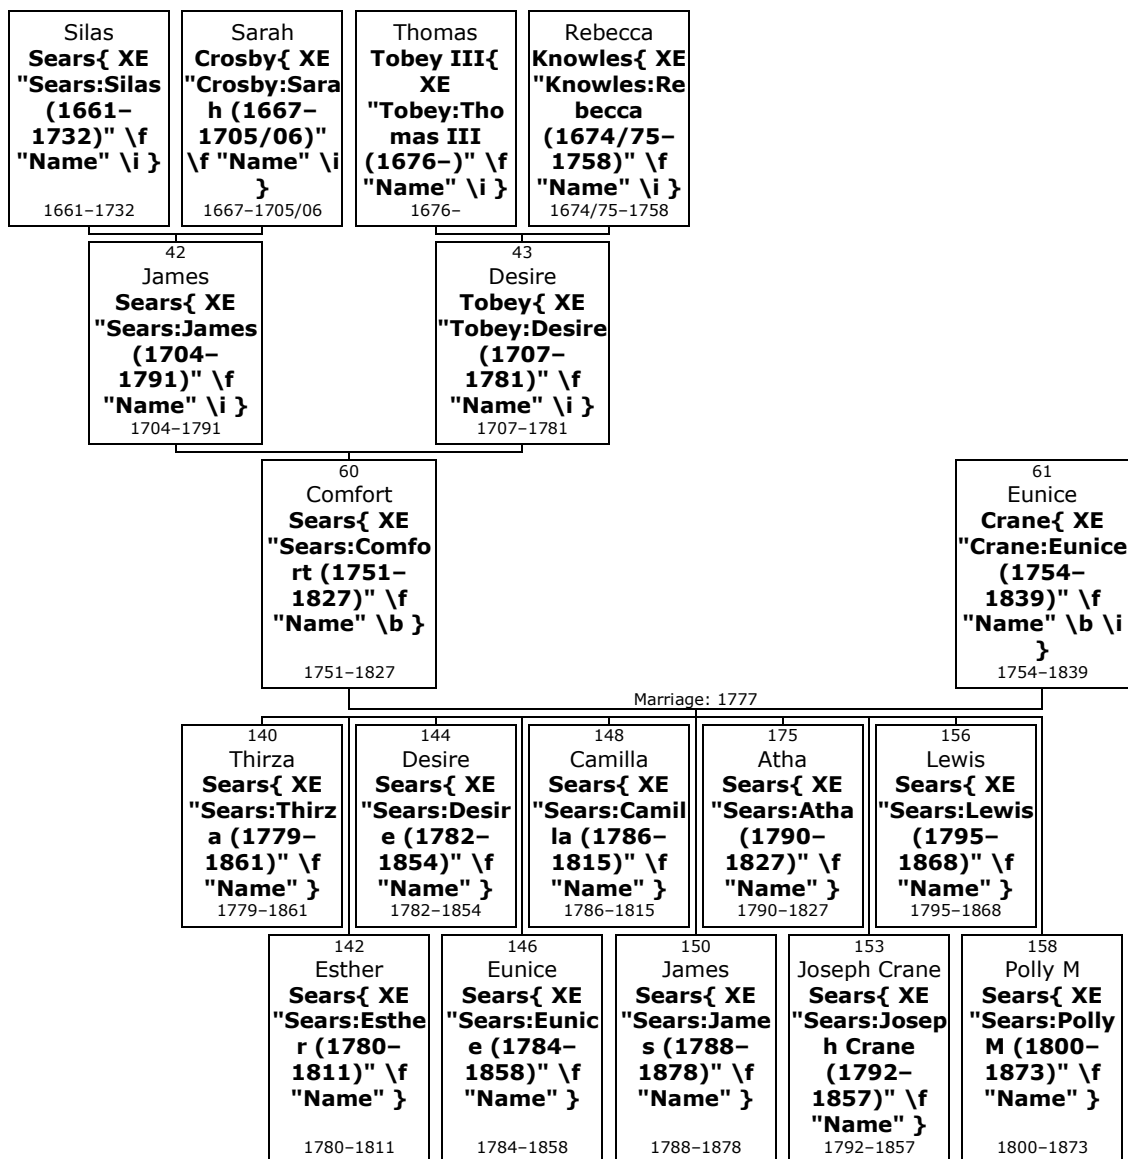 Silas
Sears{ XE
"Sears:Silas
(1661–
1732)" \f
"Name" \i }
1661–1732
Sarah
Crosby{ XE
"Crosby:Sara
h (1667–
1705/06)"
\f "Name" \i
}
1667–1705/06
Thomas
Tobey III{
XE
"Tobey:Tho
mas III
(1676–)" \f
"Name" \i }
1676–
Rebecca
Knowles{ XE
"Knowles:Re
becca
(1674/75–
1758)" \f
"Name" \i }
1674/75–1758
42
James
Sears{ XE
"Sears:James
(1704–
1791)" \f
"Name" \i }
1704–1791
43
Desire
Tobey{ XE
"Tobey:Desire
(1707–
1781)" \f
"Name" \i }
1707–1781
60
Comfort
Sears{ XE
"Sears:Comfo
rt (1751–
1827)" \f
"Name" \b }
1751–1827
61
Eunice
Crane{ XE
"Crane:Eunice
(1754–
1839)" \f
"Name" \b \i
}
1754–1839
Marriage: 1777
140
Thirza
Sears{ XE
"Sears:Thirz
a (1779–
1861)" \f
"Name" }
1779–1861
144
Desire
Sears{ XE
"Sears:Desir
e (1782–
1854)" \f
"Name" }
1782–1854
148
Camilla
Sears{ XE
"Sears:Camil
la (1786–
1815)" \f
"Name" }
1786–1815
175
Atha
Sears{ XE
"Sears:Atha
(1790–
1827)" \f
"Name" }
1790–1827
156
Lewis
Sears{ XE
"Sears:Lewis
(1795–
1868)" \f
"Name" }
1795–1868
142
Esther
Sears{ XE
"Sears:Esthe
r (1780–
1811)" \f
"Name" }
1780–1811
146
Eunice
Sears{ XE
"Sears:Eunic
e (1784–
1858)" \f
"Name" }
1784–1858
150
James
Sears{ XE
"Sears:Jame
s (1788–
1878)" \f
"Name" }
1788–1878
153
Joseph Crane
Sears{ XE
"Sears:Josep
h Crane
(1792–
1857)" \f
"Name" }
1792–1857
158
Polly M
Sears{ XE
"Sears:Polly
M (1800–
1873)" \f
"Name" }
1800–1873